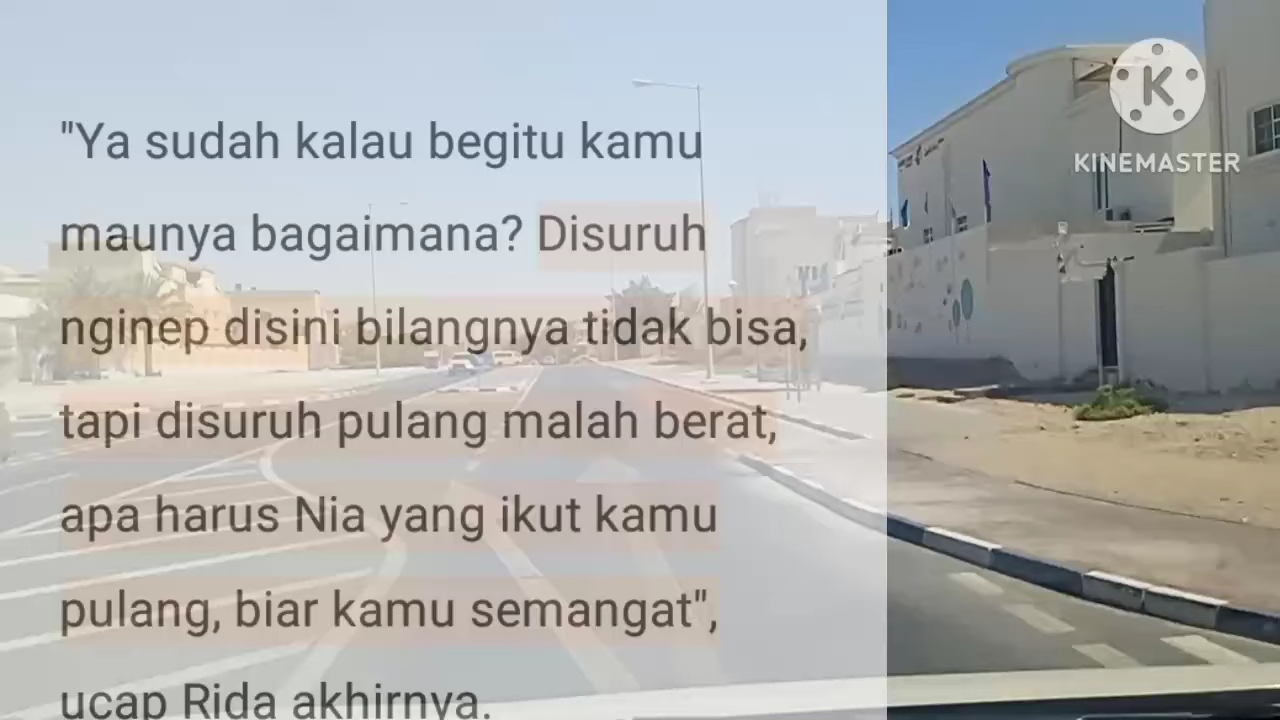 "Ya sudah kalau begitu kamu
maunya bagaimana? Disuruh
nginep disini bilangnya tidak bisa,
tapi disuruh pulang malah berat,
apa harus Nia yang ikut kamu
pulang, biar kamu semangat",
ucap Rida akhirnya.
K
KINEMASTER